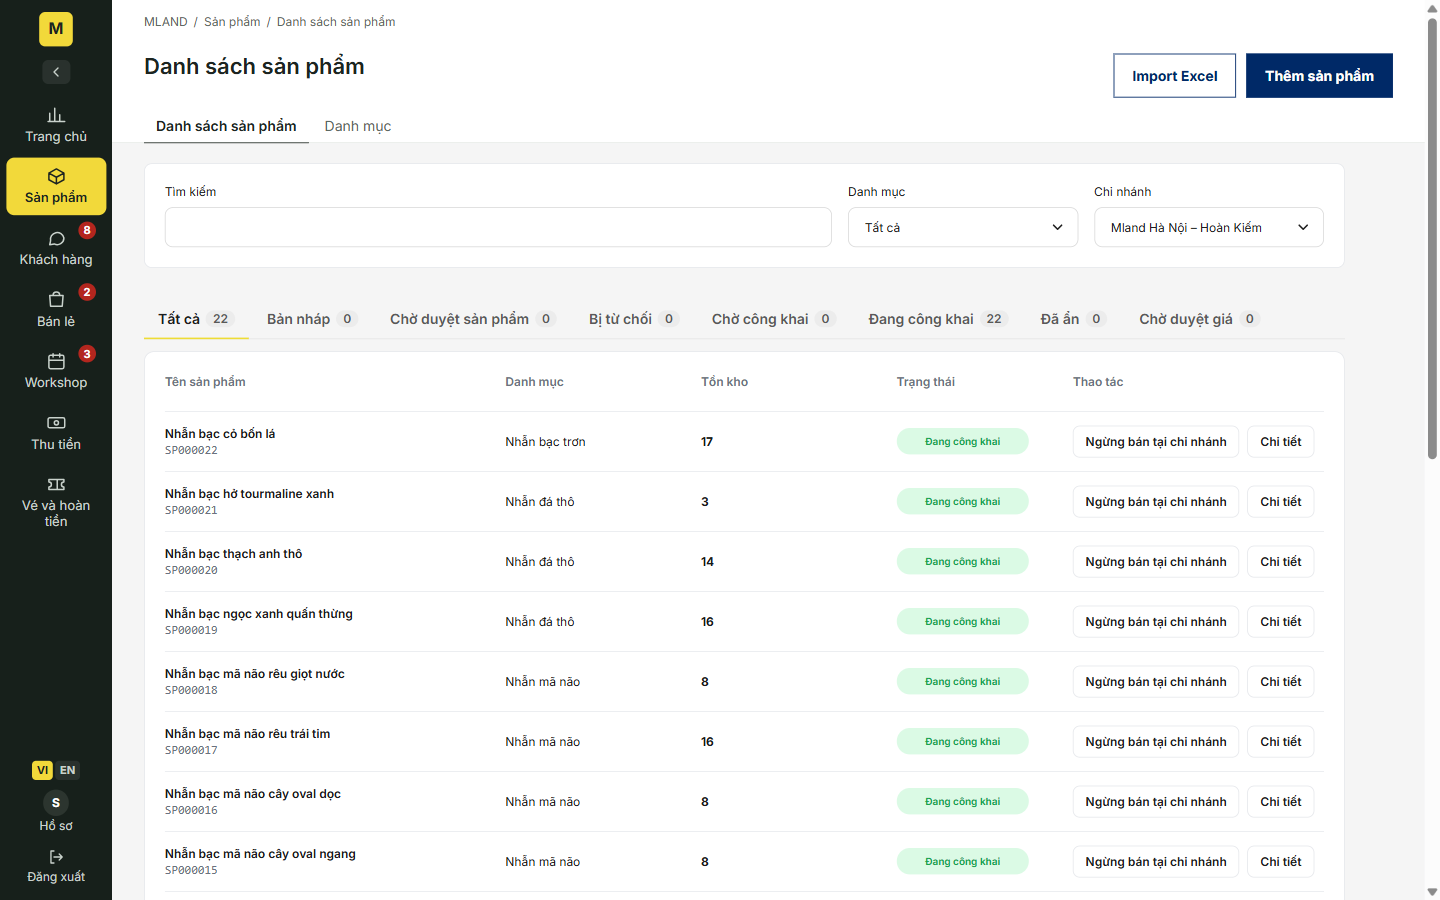 M
Trang chủ
Sản phẩm
8
Khách hàng
2
Bán lẻ
3
Workshop
Thu tiền
Vé và hoàn
tiền
VI EN
S
Hồ sơ
Đăng xuất
MLAND / Sản phẩm / Danh sách sản phẩm
Danh sách sản phẩm
Import Excel Thêm sản phẩm
Danh sách sản phẩm Danh mục
Tìm kiếm Danh mục Chi nhánh
Tất cả Mland Hà Nội – Hoàn Kiếm
Tất cả 22 Bản nháp 0 Chờ duyệt sản phẩm 0 Bị từ chối 0 Chờ công khai 0 Đang công khai 22 Đã ẩn 0 Chờ duyệt giá 0
Tên sản phẩm Danh mục Tồn kho Trạng thái Thao tác
Nhẫn bạc cỏ bốn lá
SP000022
Nhẫn bạc trơn 17 Đang công khai Ngừng bán tại chi nhánh Chi tiết
Nhẫn bạc hở tourmaline xanh
SP000021
Nhẫn đá thô 3 Đang công khai Ngừng bán tại chi nhánh Chi tiết
Nhẫn bạc thạch anh thô
SP000020
Nhẫn đá thô 14 Đang công khai Ngừng bán tại chi nhánh Chi tiết
Nhẫn bạc ngọc xanh quấn thừng
SP000019
Nhẫn đá thô 16 Đang công khai Ngừng bán tại chi nhánh Chi tiết
Nhẫn bạc mã não rêu giọt nước
SP000018
Nhẫn mã não 8 Đang công khai Ngừng bán tại chi nhánh Chi tiết
Nhẫn bạc mã não rêu trái tim
SP000017
Nhẫn mã não 16 Đang công khai Ngừng bán tại chi nhánh Chi tiết
Nhẫn bạc mã não cây oval dọc
SP000016
Nhẫn mã não 8 Đang công khai Ngừng bán tại chi nhánh Chi tiết
Nhẫn bạc mã não cây oval ngang
SP000015
Nhẫn mã não 8 Đang công khai Ngừng bán tại chi nhánh Chi tiết